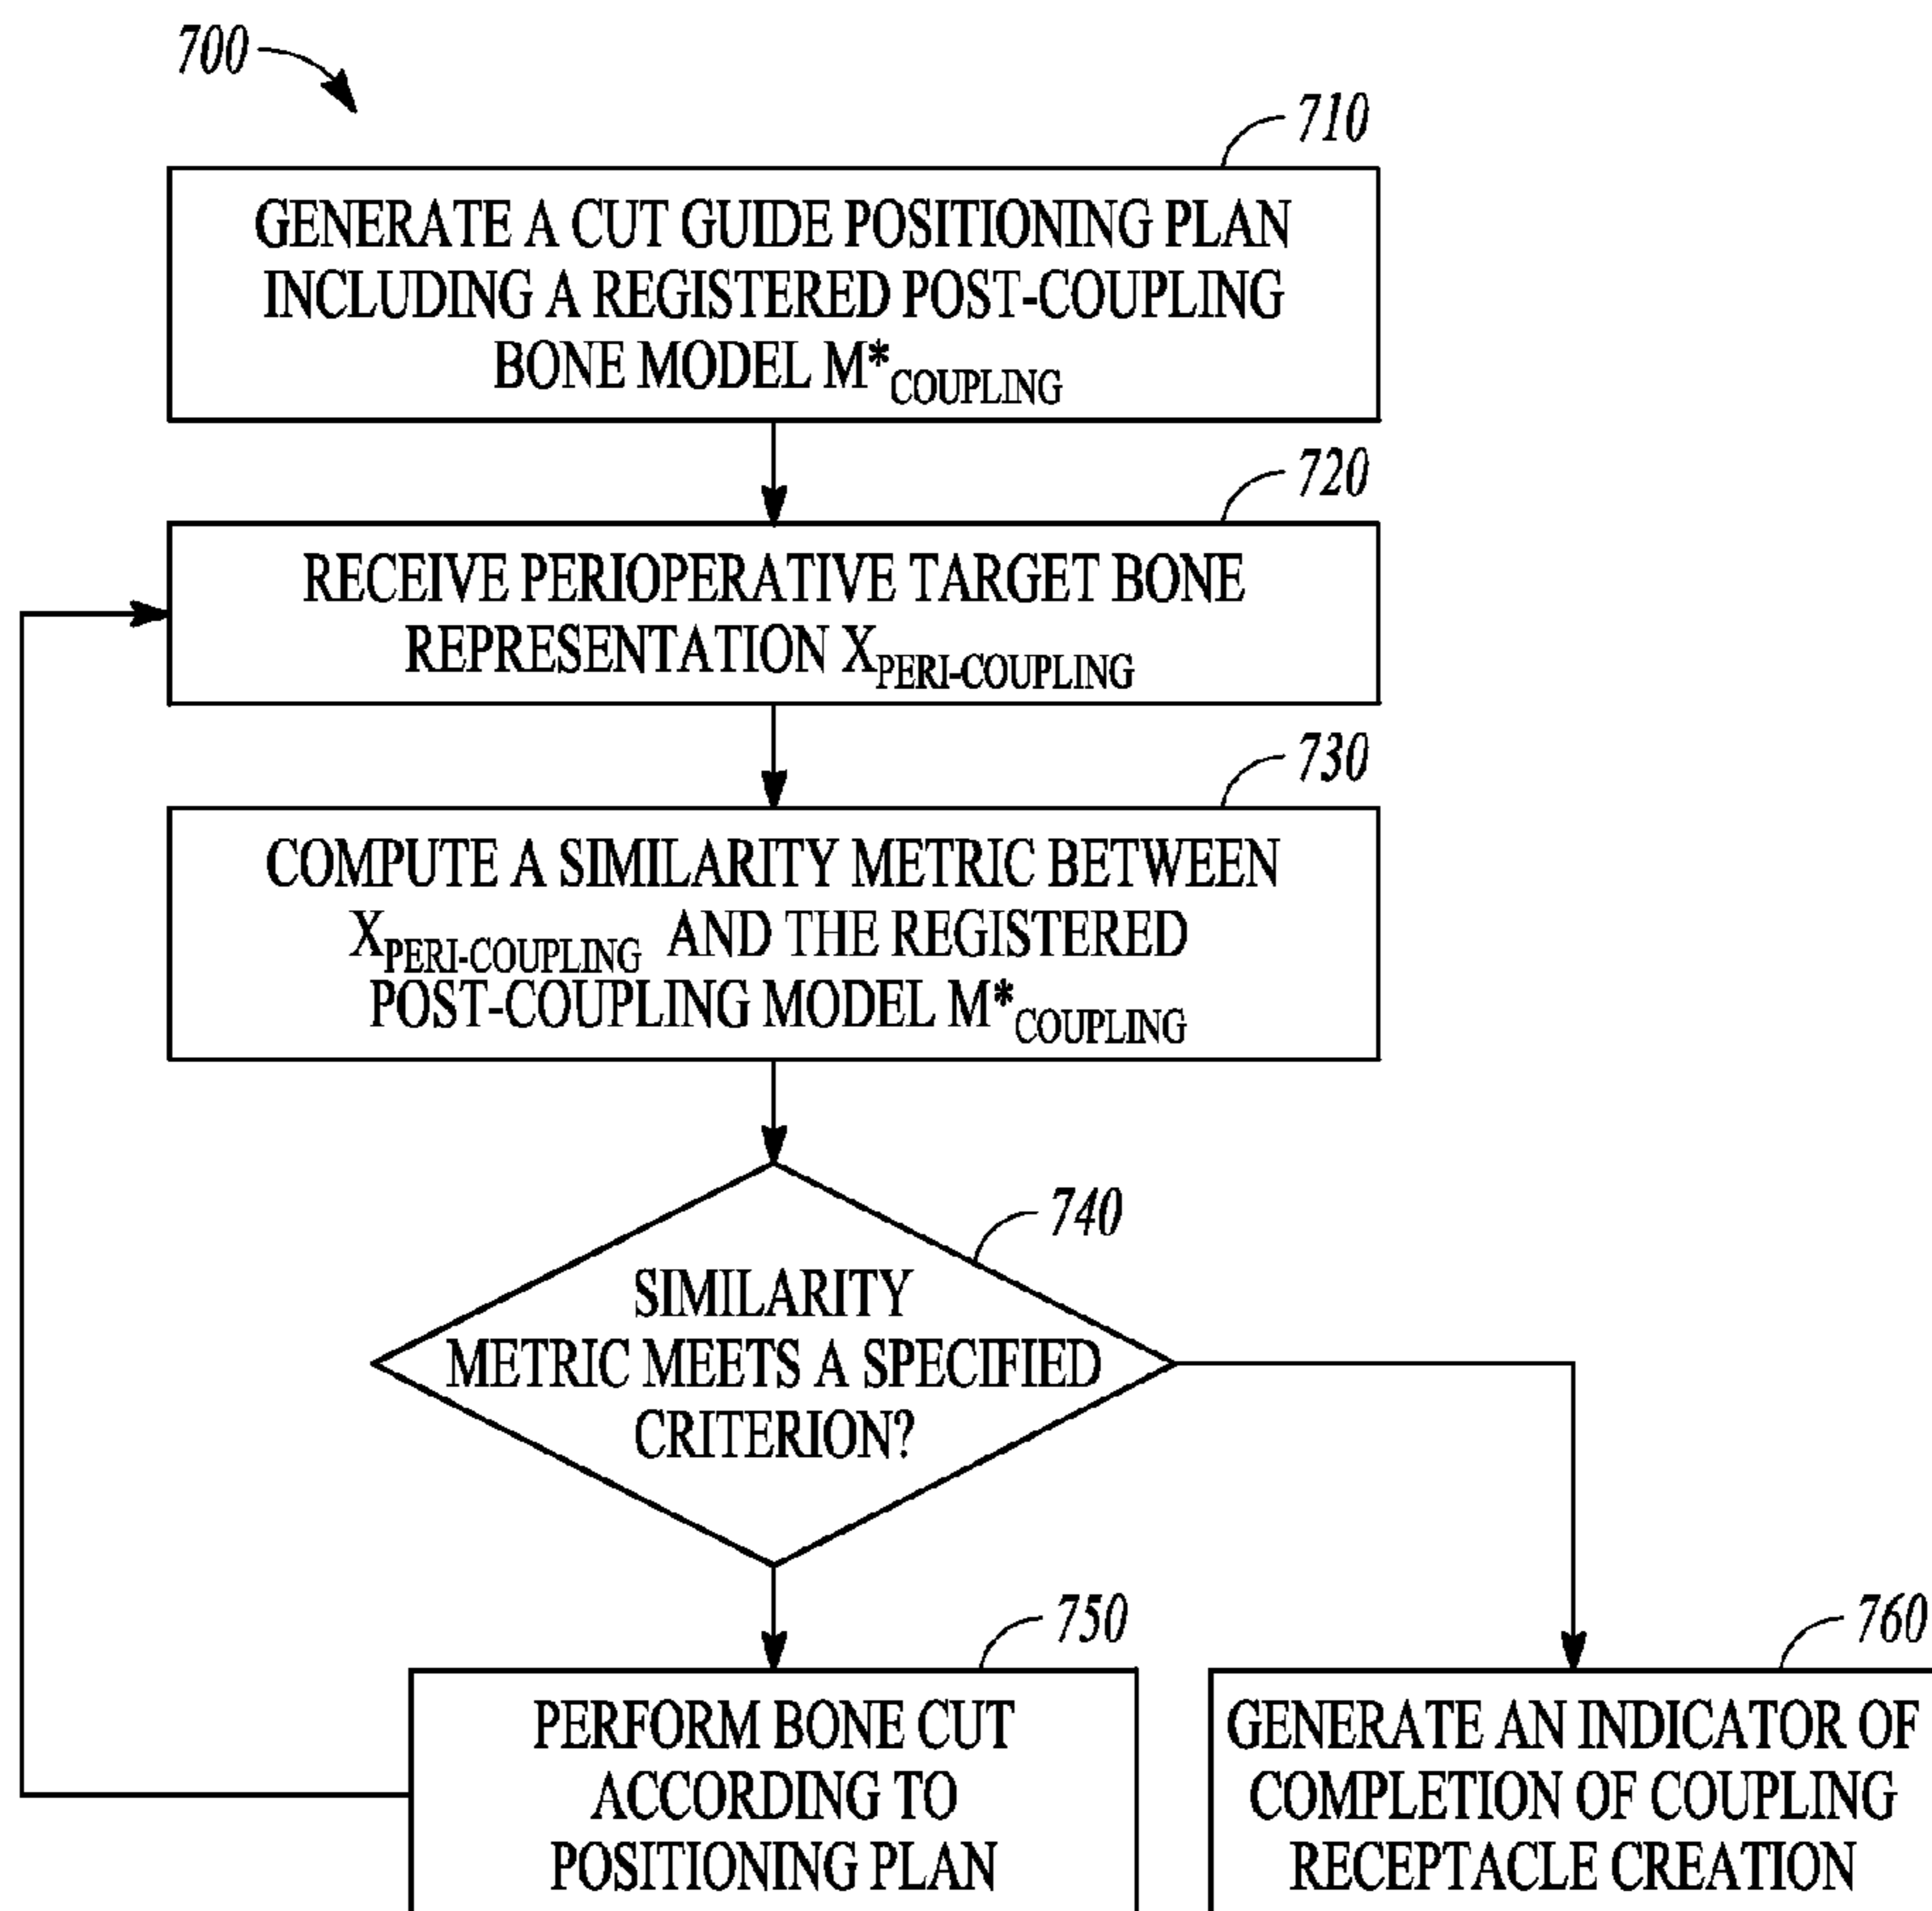 700
710
GENERATE A CUT GUIDE POSITIONING PLAN
INCLUDING A REGISTERED POST-COUPLING
BONE MODEL M*COUPLING
720
RECEIVE PERIOPERATIVE TARGET BONE
REPRESENTATION XPERI-COUPLING
730
COMPUTE A SIMILARITY METRIC BETWEEN
XPERI-COUPLING AND THE REGISTERED
POST-COUPLING MODEL M*COUPLING
740
SIMILARITY
METRIC MEETS A SPECIFIED
CRITERION?
750
PERFORM BONE CUT
ACCORDING TO
POSITIONING PLAN
760
GENERATE AN INDICATOR OF
COMPLETION OF COUPLING
RECEPTACLE CREATION